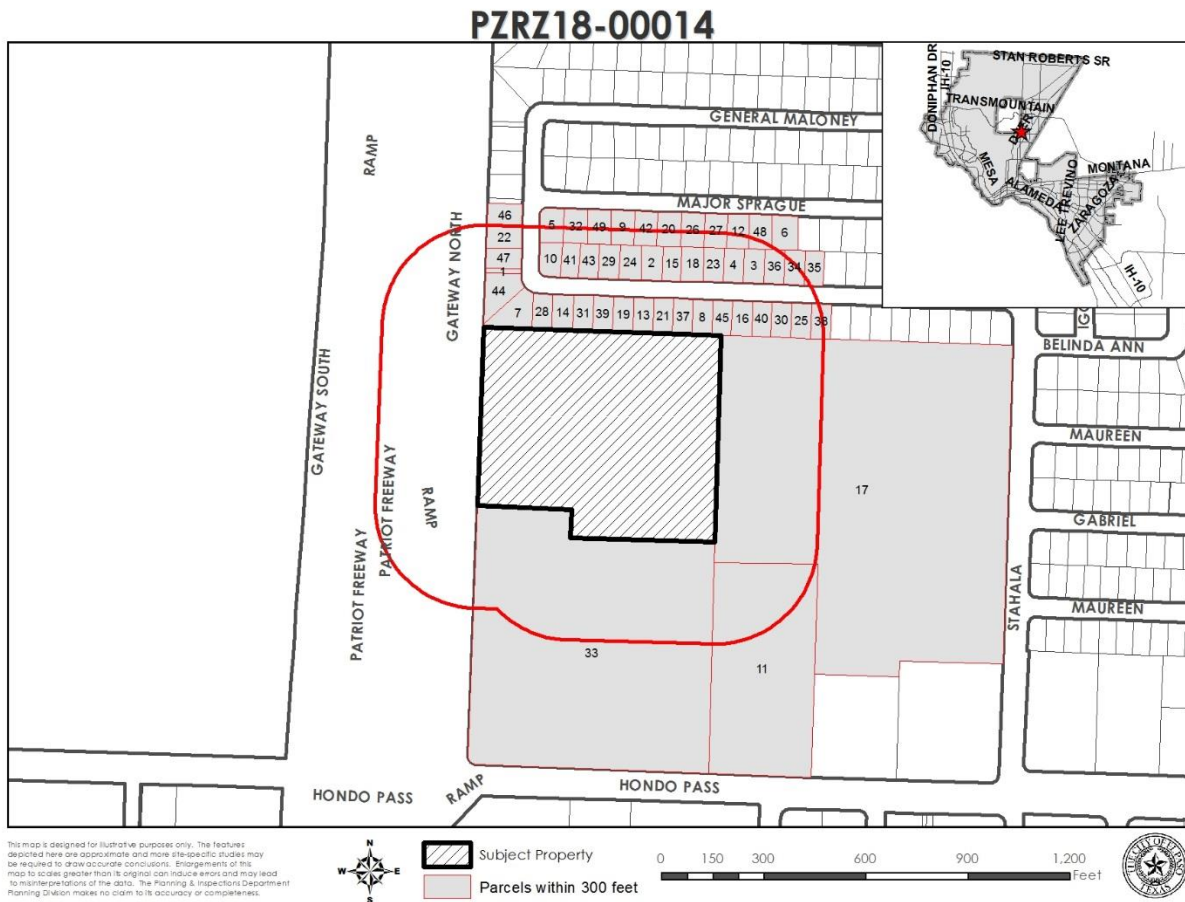 PZRZ18-00014
STAN ROBERTS SR
DONIPHAN DR
IH-10
TRANSMOUNTAIN
DYER
MESA
MONTANA
ALAMEDA
LEE TREVINO
ZARAGOZA
IH-10
RAMP
GENERAL MALONEY
MAJOR SPRAGUE
GATEWAY NORTH
46
5 32 49 9 42 20 26 27 12 48 6
22
47
10 41 43 29 24 2 15 18 23 4 3 36 34 35
1
44
7 28 14 31 39 19 13 21 37 8 45 16 40 30 25 38
BELINDA ANN
GATEWAY SOUTH
MAUREEN
PATRIOT FREEWAY
RAMP
17
GABRIEL
PATRIOT FREEWAY
STAHALA
MAUREEN
33
11
HONDO PASS
RAMP
HONDO PASS
This map is designed for illustrative purposes only. The features
depicted here are approximate and more site-specific studies may
be required to draw accurate conclusions. Enlargements of this
map to scales greater than its original can induce errors and may lead
to misinterpretations of the data. The Planning & Inspections Department
Planning Division makes no claim to its accuracy or completeness.
N
W E
S
Subject Property
Parcels within 300 feet
0 150 300 600 900 1,200
Feet